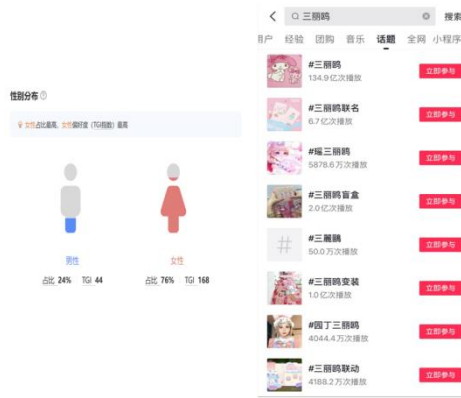 性别分布
女性占比最高，女性偏好度（TGI指数）最高
男性
女性
占比 24% TGI 44
占比 76% TGI 168
三丽鸥
搜索
用户 经验 团购 音乐 话题 全网 小程序
#三丽鸥
134.9亿次播放
立即参与
#三丽鸥联名
6.7亿次播放
立即参与
#瑶三丽鸥
5878.6万次播放
立即参与
#三丽鸥盲盒
2.0亿次播放
立即参与
#三麗鷗
50.0万次播放
立即参与
#三丽鸥变装
1.0亿次播放
立即参与
#园丁三丽鸥
4044.4万次播放
立即参与
#三丽鸥联动
4188.2万次播放
立即参与